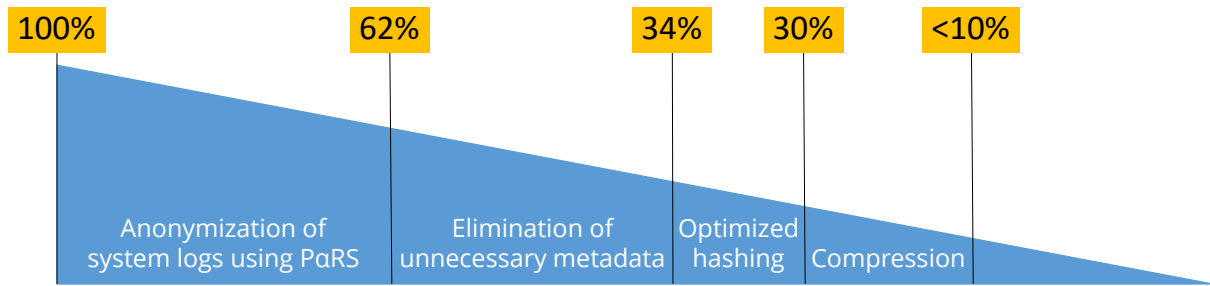 100%
62%
34%
30%
<10%
Anonymization of
system logs using PαRS
Elimination of
unnecessary metadata
Optimized
hashing
Compression